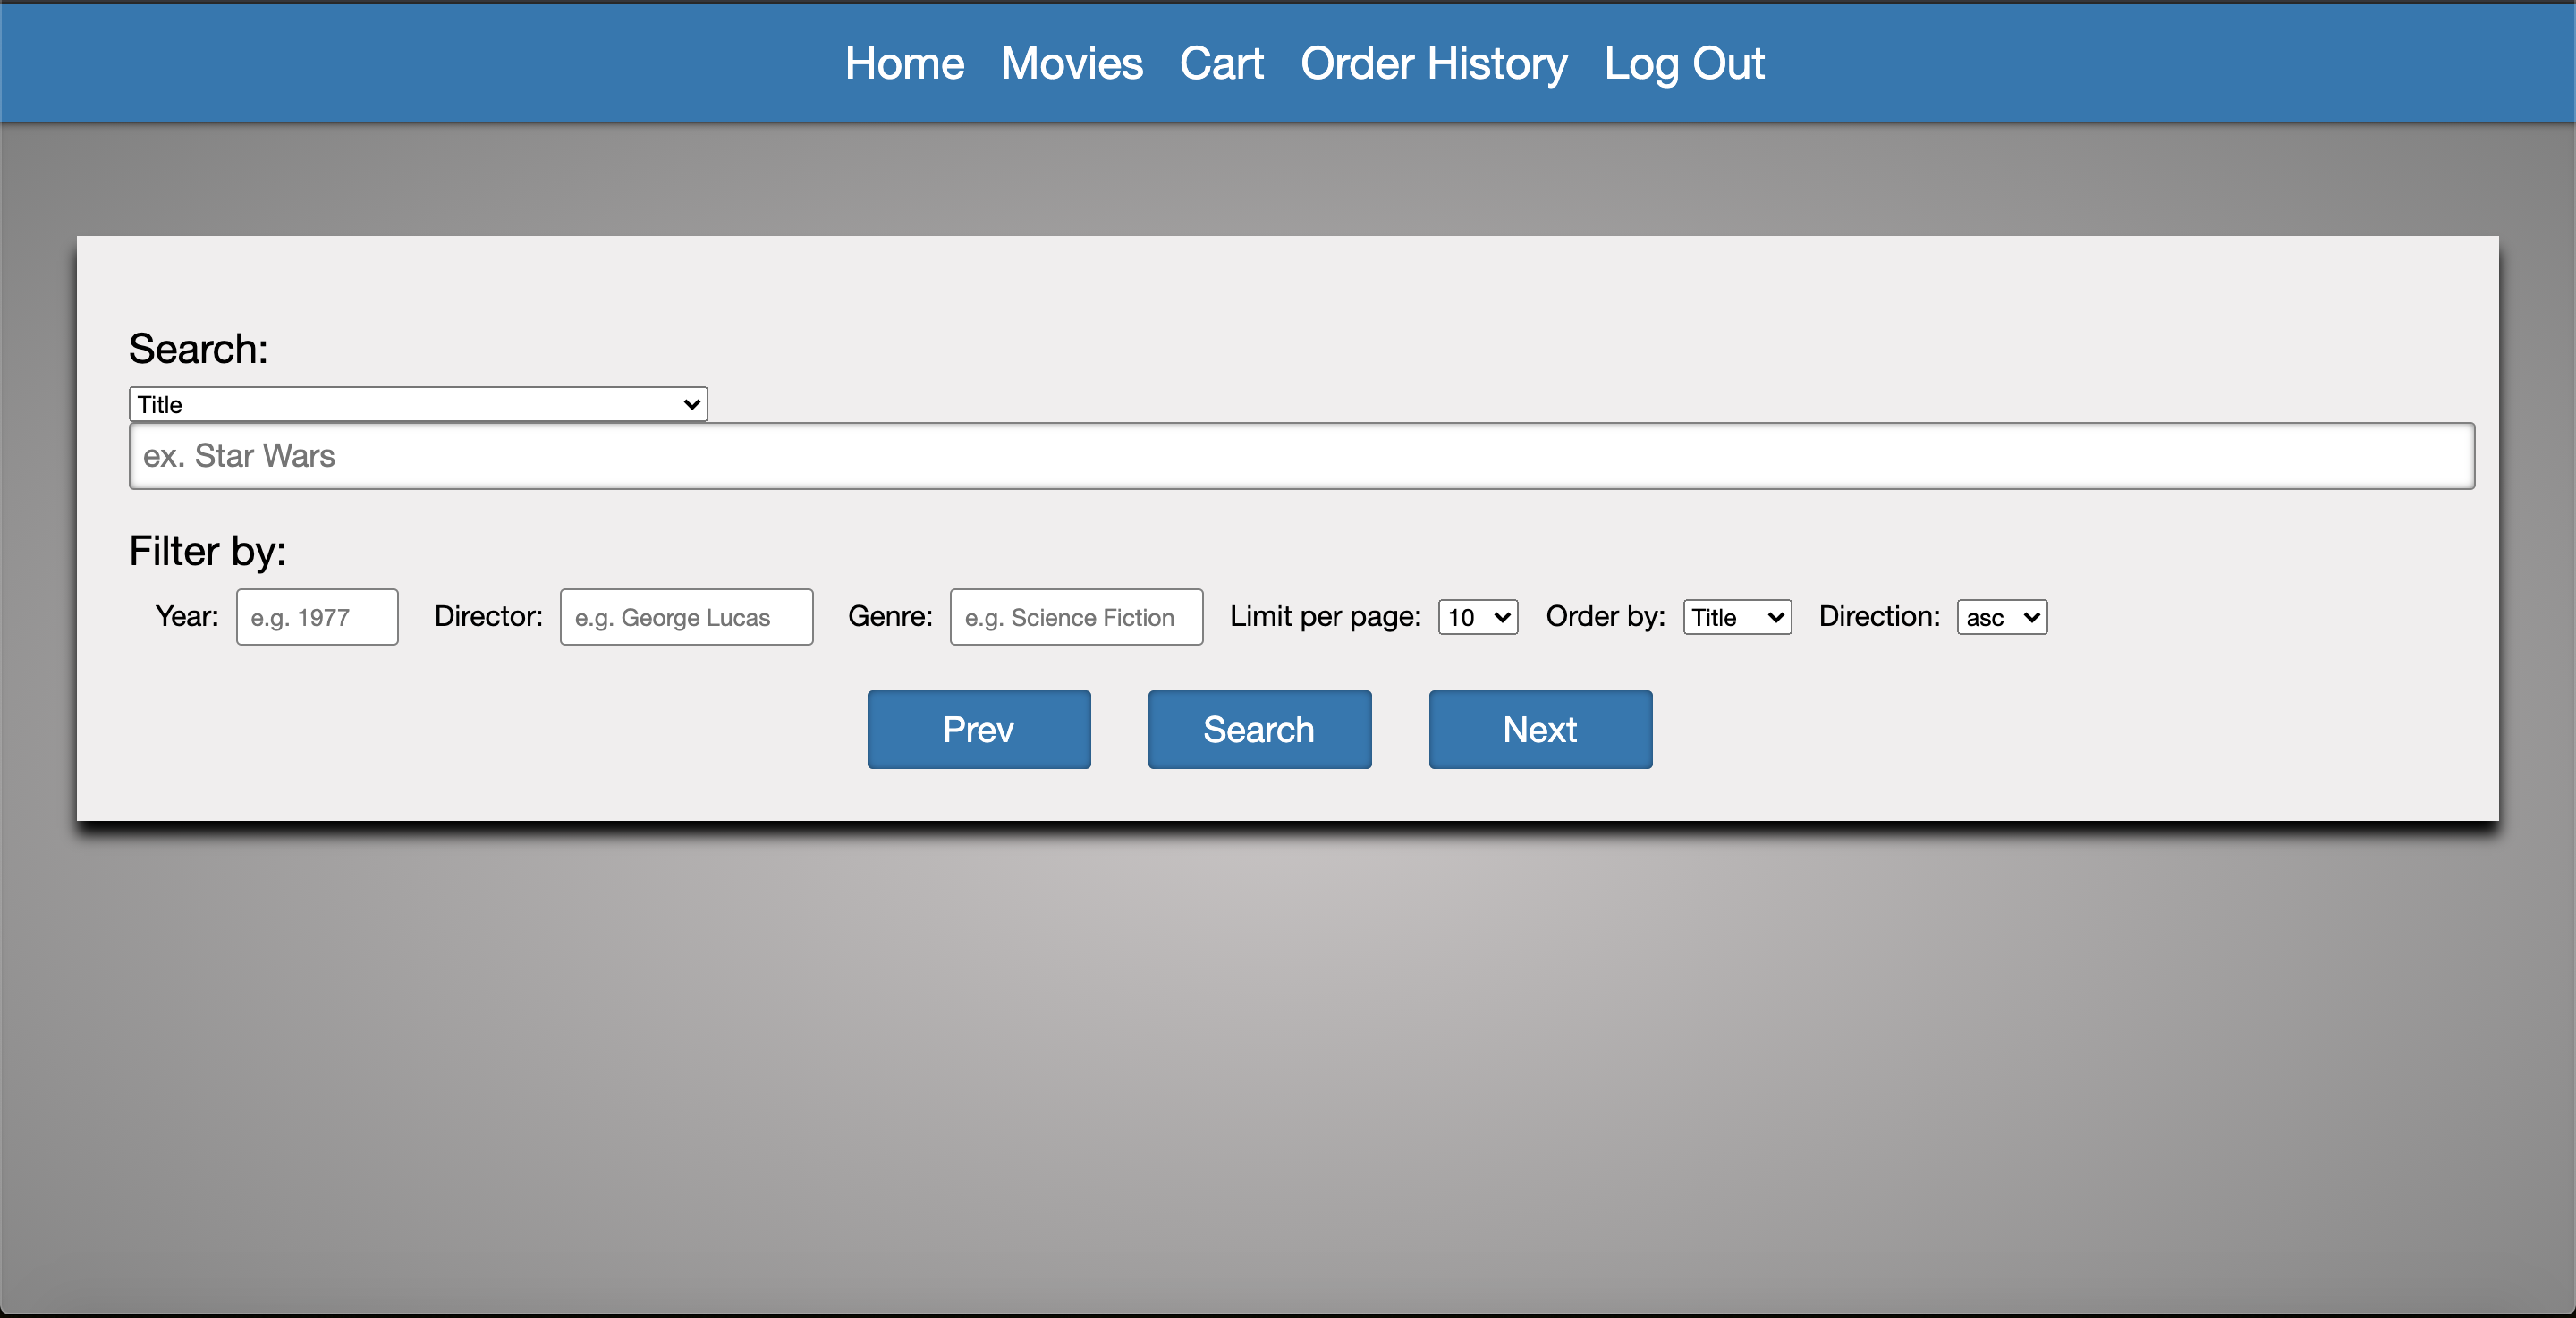 Home Movies Cart Order History Log Out
Search:
Title
ex. Star Wars
Filter by:
Year: e.g. 1977 Director: e.g. George Lucas Genre: e.g. Science Fiction Limit per page: 10 Order by: Title Direction: asc
Prev Search Next